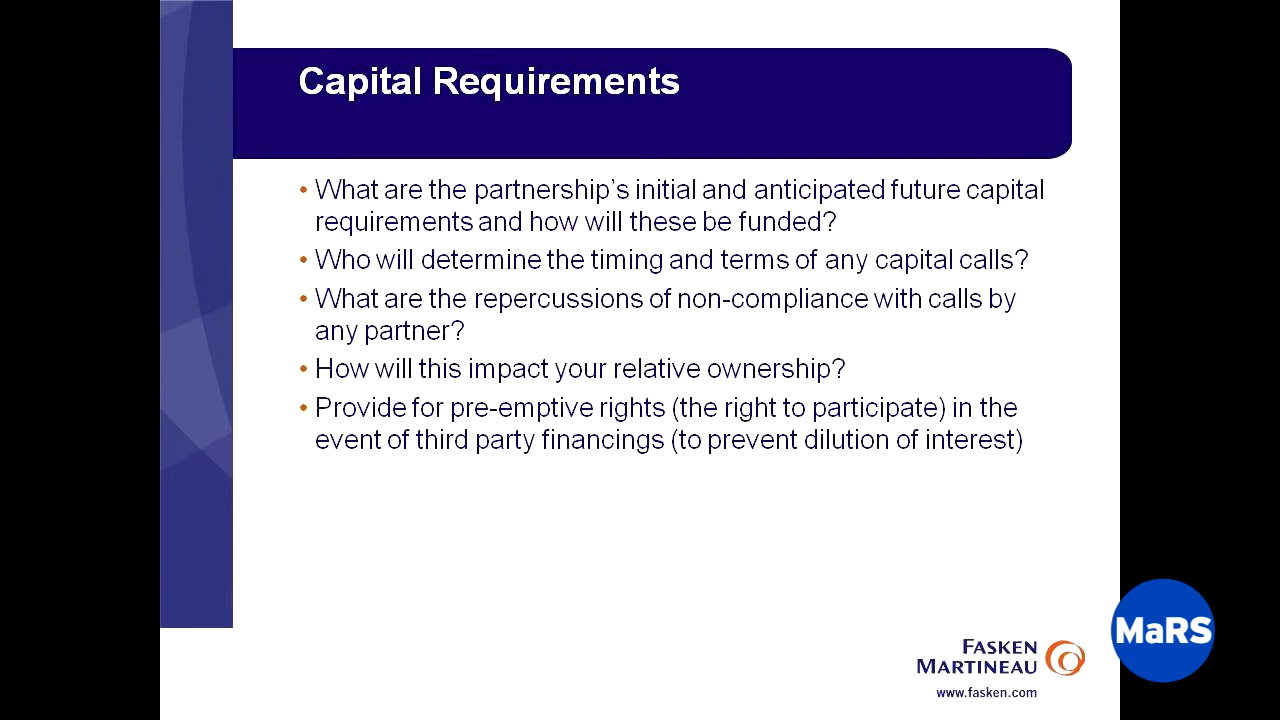 Capital Requirements
• What are the partnership's initial and anticipated future capital
requirements and how will these be funded?
• Who will determine the timing and terms of any capital calls?
• What are the repercussions of non-compliance with calls by
any partner?
• How will this impact your relative ownership?
• Provide for pre-emptive rights (the right to participate) in the
event of third party financings (to prevent dilution of interest)
FASKEN
MARTINEAU
www.fasken.com
MaRS